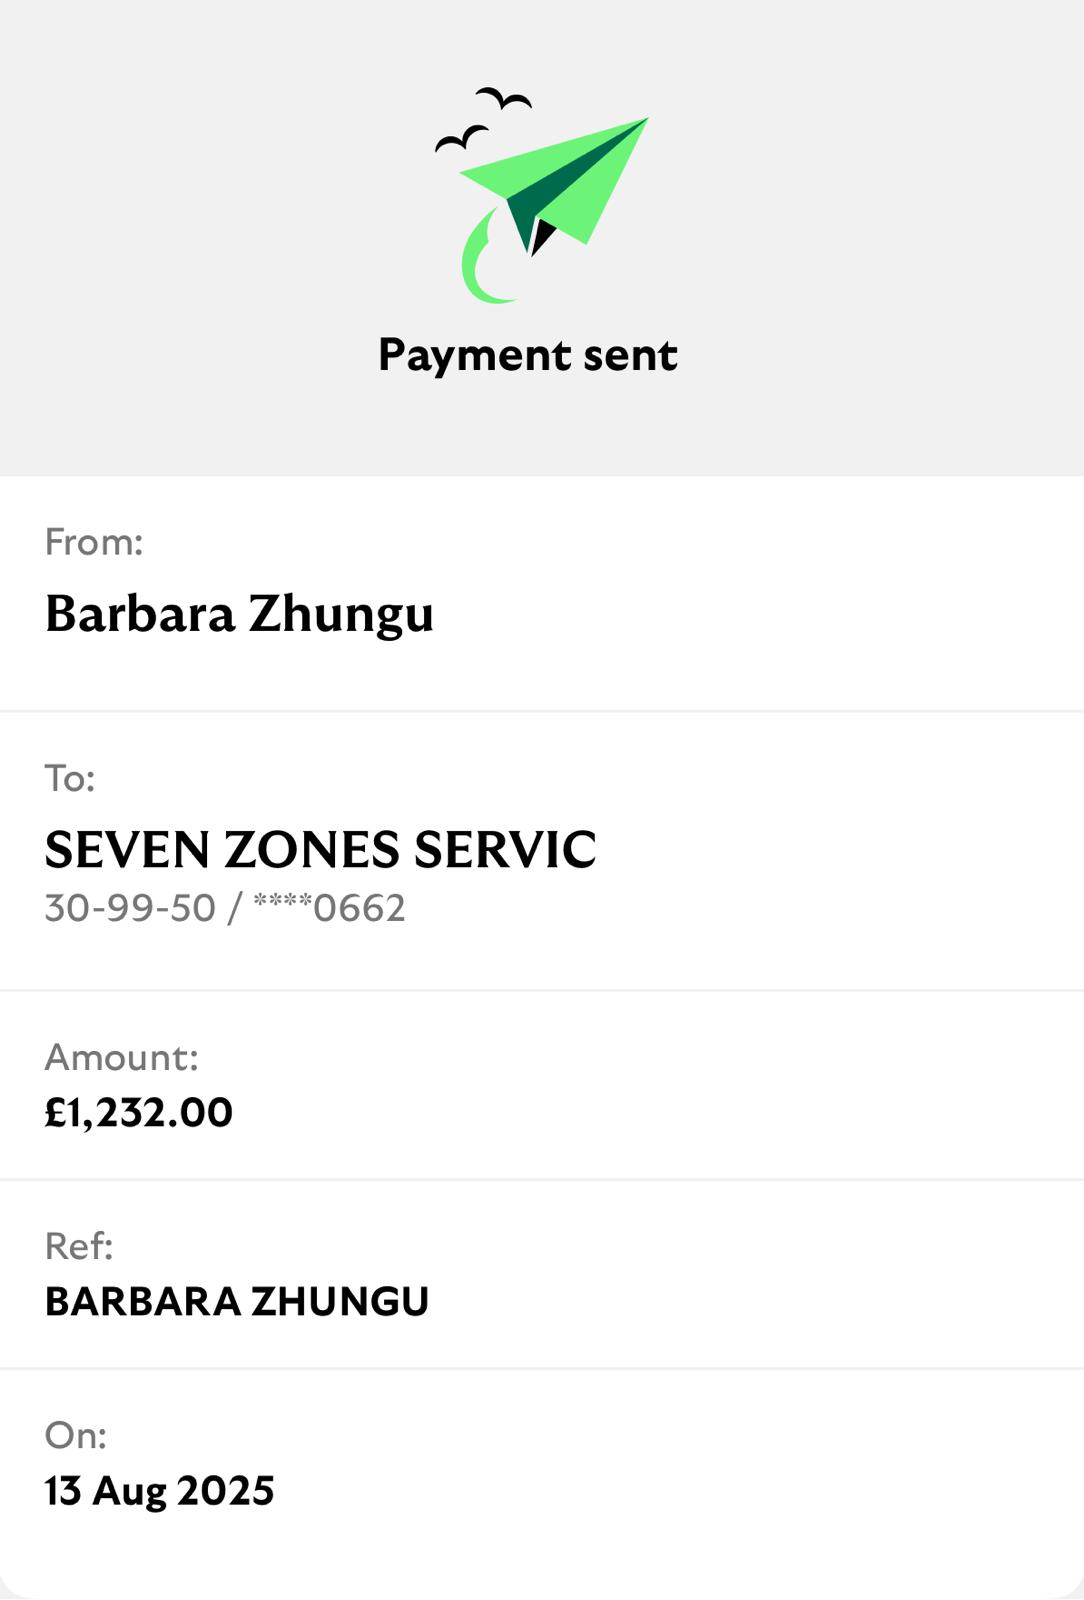 Payment sent
From:
Barbara Zhungu
To:
SEVEN ZONES SERVIC
30-99-50 / ****0662
Amount:
£1,232.00
Ref:
BARBARA ZHUNGU
On:
13 Aug 2025